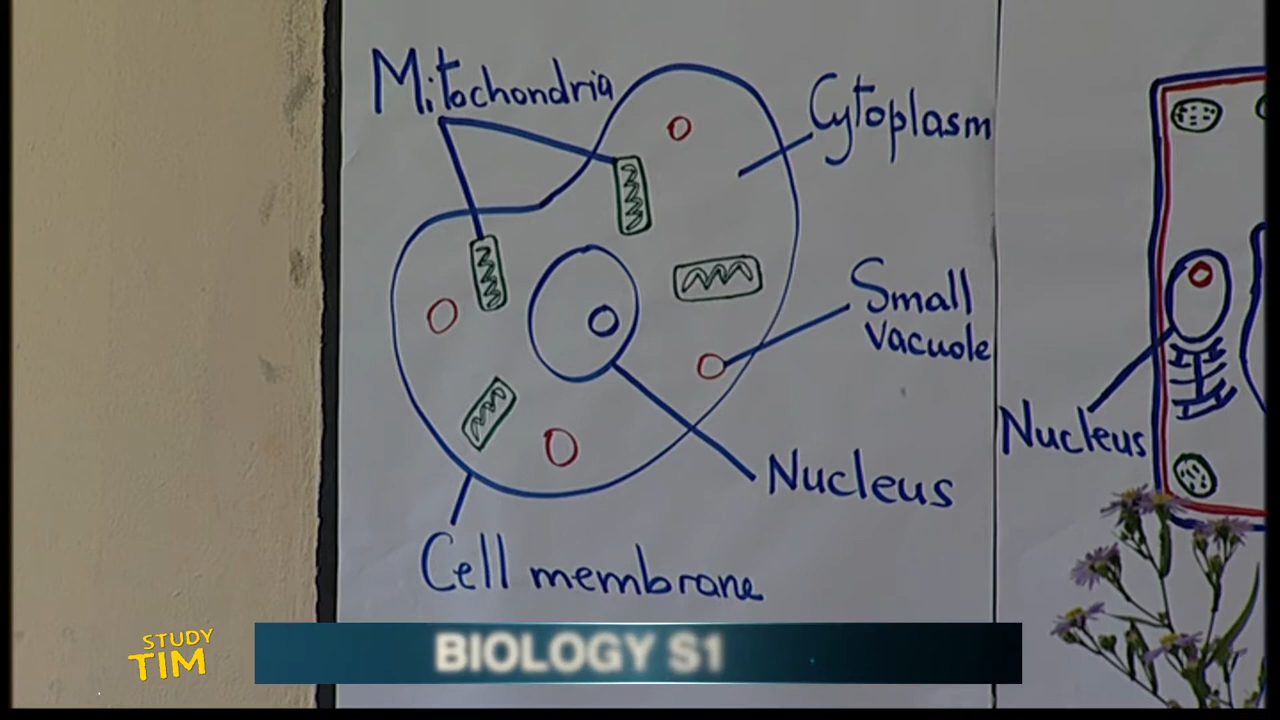 Mitochondria
Cytoplasm
Small
vacuole
Nucleus
Nucleus
Cell membrane
STUDY
TIM
BIOLOGY S1